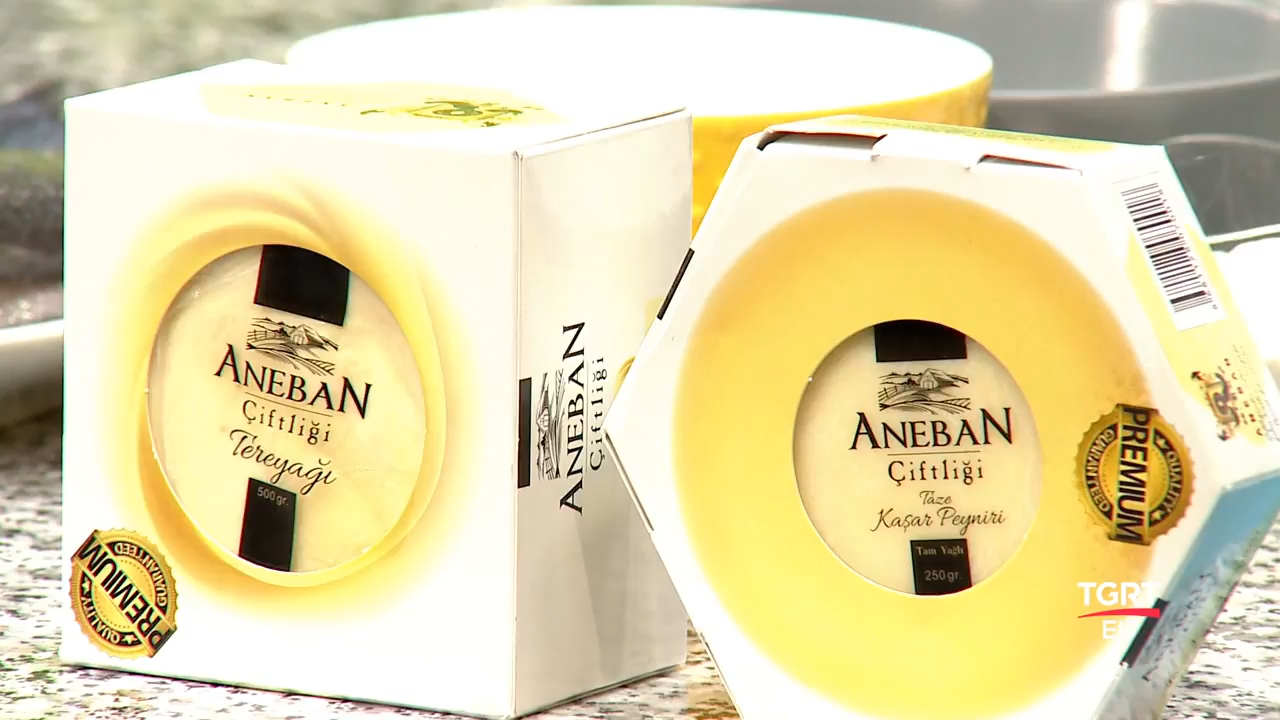 ANEBAN
Çiftliği
Tereyağı
500 gr.
PREMIUM
QUALITY
GUARANTEED
ANEBAN
Çiftliği
ANEBAN
Çiftliği
Taze
Kaşar Peyniri
Tam Yağlı
250 gr.
PREMIUM
QUALITY
GUARANTEED
TGRT